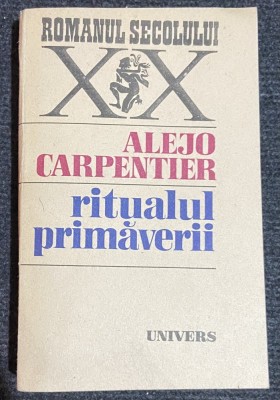 ROMANUL SECOLULUI
XX
ALEJO
CARPENTIER
ritualul
primăverii
UNIVERS